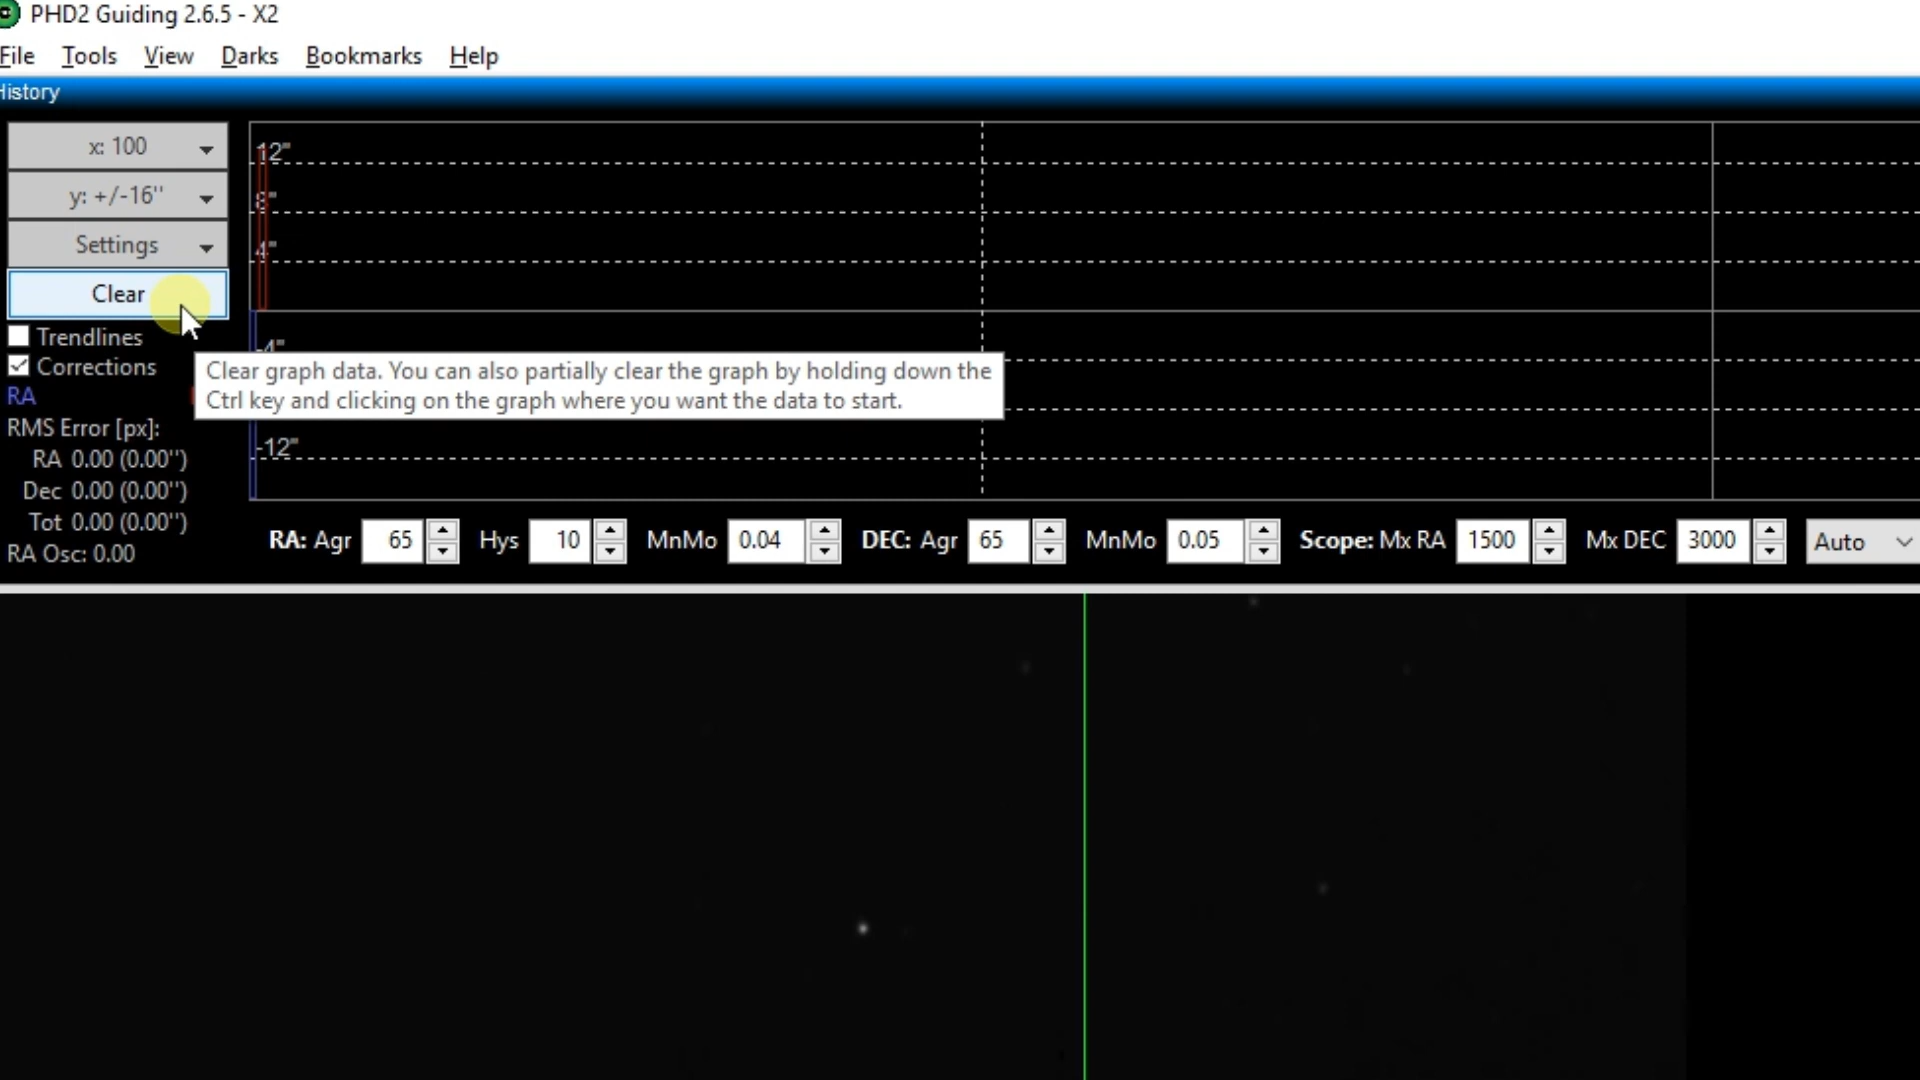 PHD2 Guiding 2.6.5 - X2
File Tools View Darks Bookmarks Help
History
x: 100
y: +/-16"
Settings
Clear
Trendlines
Corrections
RA
RMS Error [px]:
RA 0.00 (0.00")
Dec 0.00 (0.00")
Tot 0.00 (0.00")
RA Osc: 0.00
12"
8"
4"
-4"
-12"
Clear graph data. You can also partially clear the graph by holding down the
Ctrl key and clicking on the graph where you want the data to start.
RA: Agr 65 Hys 10 MnMo 0.04 DEC: Agr 65 MnMo 0.05 Scope: Mx RA 1500 Mx DEC 3000 Auto